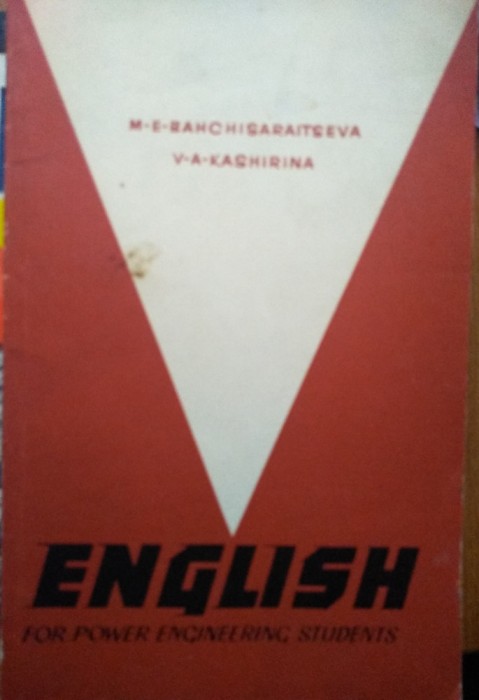 M-E-BAHCHISARAITSEVA
V-A-KASHIRINA
ENGLISH
FOR POWER ENGINEERING STUDENTS